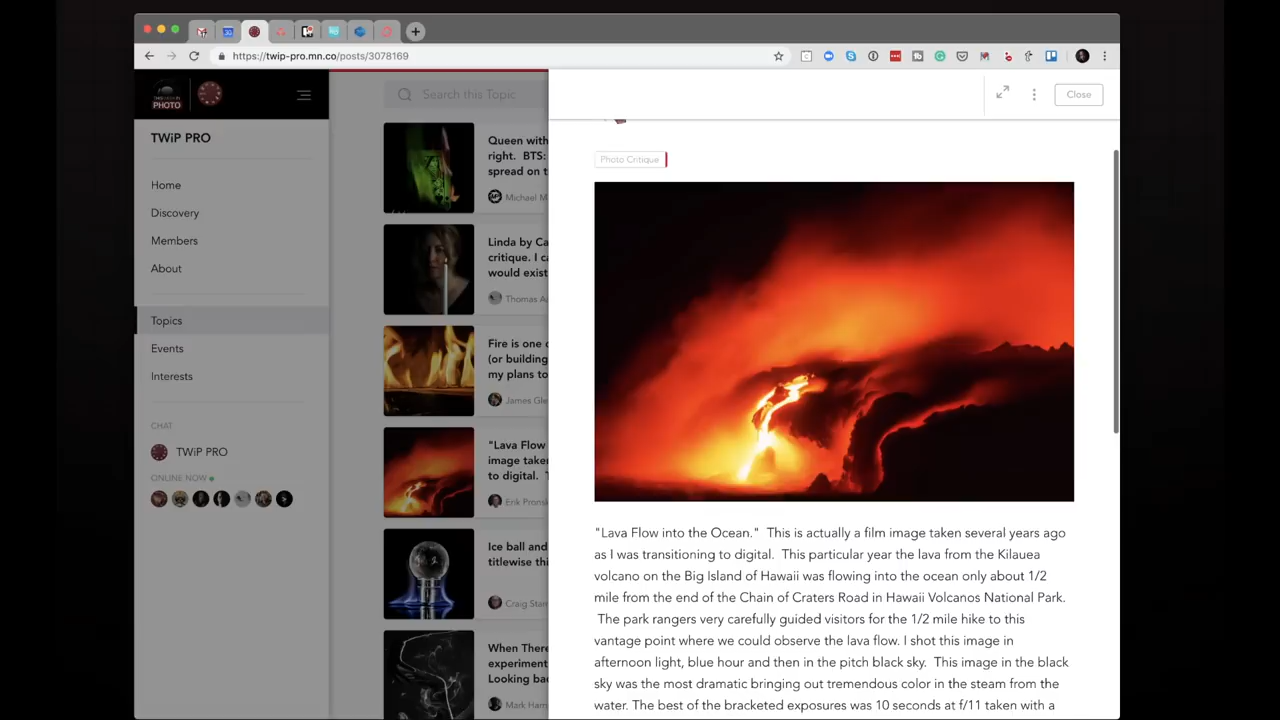 https://twip-pro.mn.co/posts/3078169
PHOTO
Search this Topic
Close
TWiP PRO
Home
Discovery
Members
About
Topics
Events
Interests
CHAT
TWiP PRO
ONLINE NOW
Queen with
right. BTS:
spread on t
Michael M
Linda by Ca
critique. I ca
would exist
Thomas Au
Fire is one o
(or building
my plans to
James Gle
"Lava Flow
image taken
to digital. T
Erik Pronsk
Ice ball and
titlewise thi
Craig Stam
When There
experiment
Looking bac
Mark Ham
Photo Critique
"Lava Flow into the Ocean." This is actually a film image taken several years ago
as I was transitioning to digital. This particular year the lava from the Kilauea
volcano on the Big Island of Hawaii was flowing into the ocean only about 1/2
mile from the end of the Chain of Craters Road in Hawaii Volcanos National Park.
The park rangers very carefully guided visitors for the 1/2 mile hike to this
vantage point where we could observe the lava flow. I shot this image in
afternoon light, blue hour and then in the pitch black sky. This image in the black
sky was the most dramatic bringing out tremendous color in the steam from the
water. The best of the bracketed exposures was 10 seconds at f/11 taken with a